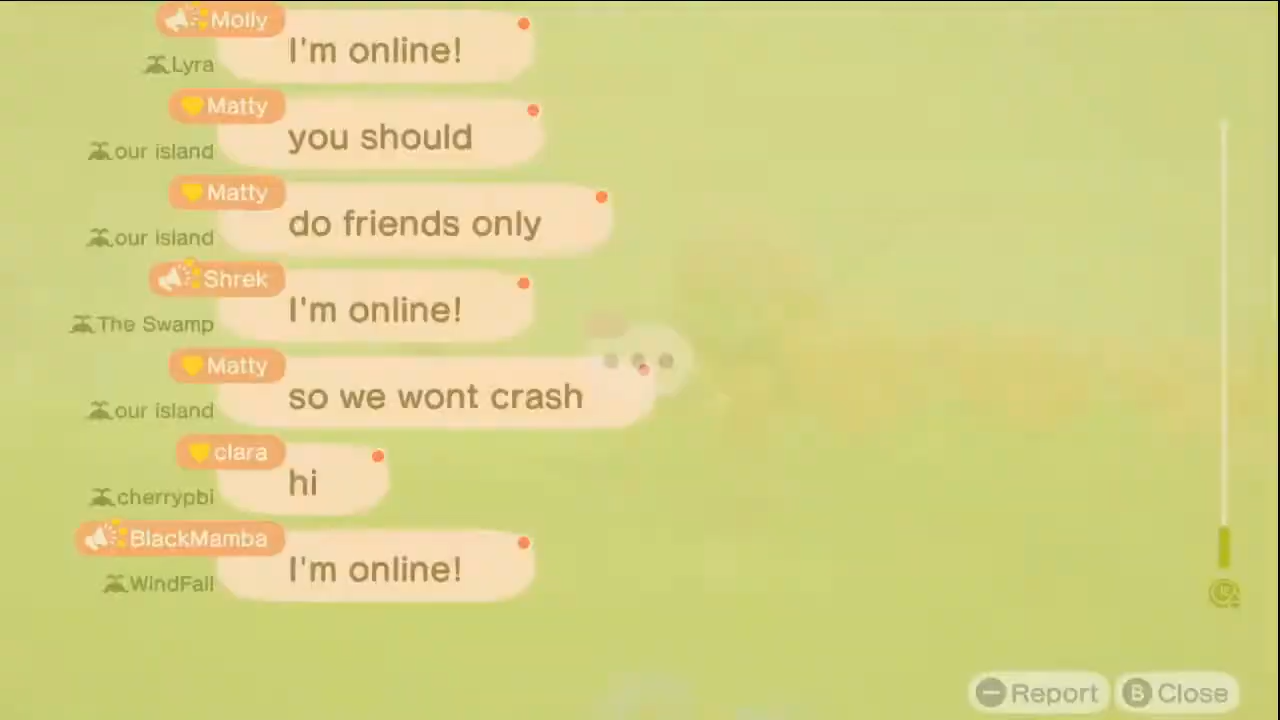 Molly
I'm online!
Lyra
Matty
you should
our island
Matty
do friends only
our island
Shrek
I'm online!
The Swamp
Matty
so we wont crash
our island
clara
hi
cherrypbi
BlackMamba
I'm online!
WindFall
Report
B Close